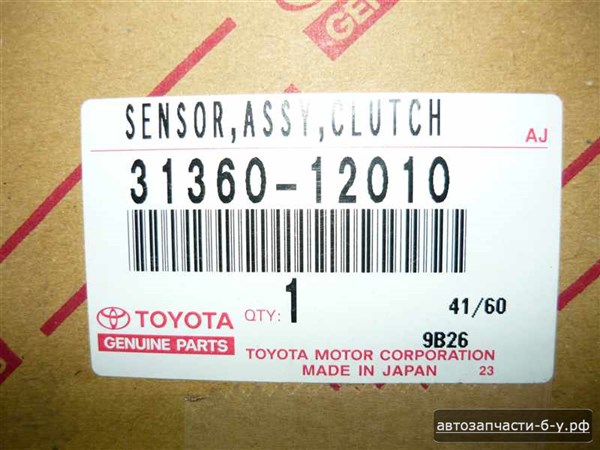 GEN
SENSOR,ASSY,CLUTCH
AJ
31360-12010
TOYOTA
GENUINE PARTS
QTY: 1
41/60
9B26
TOYOTA MOTOR CORPORATION
MADE IN JAPAN 23
автозапчасти-б-у.рф